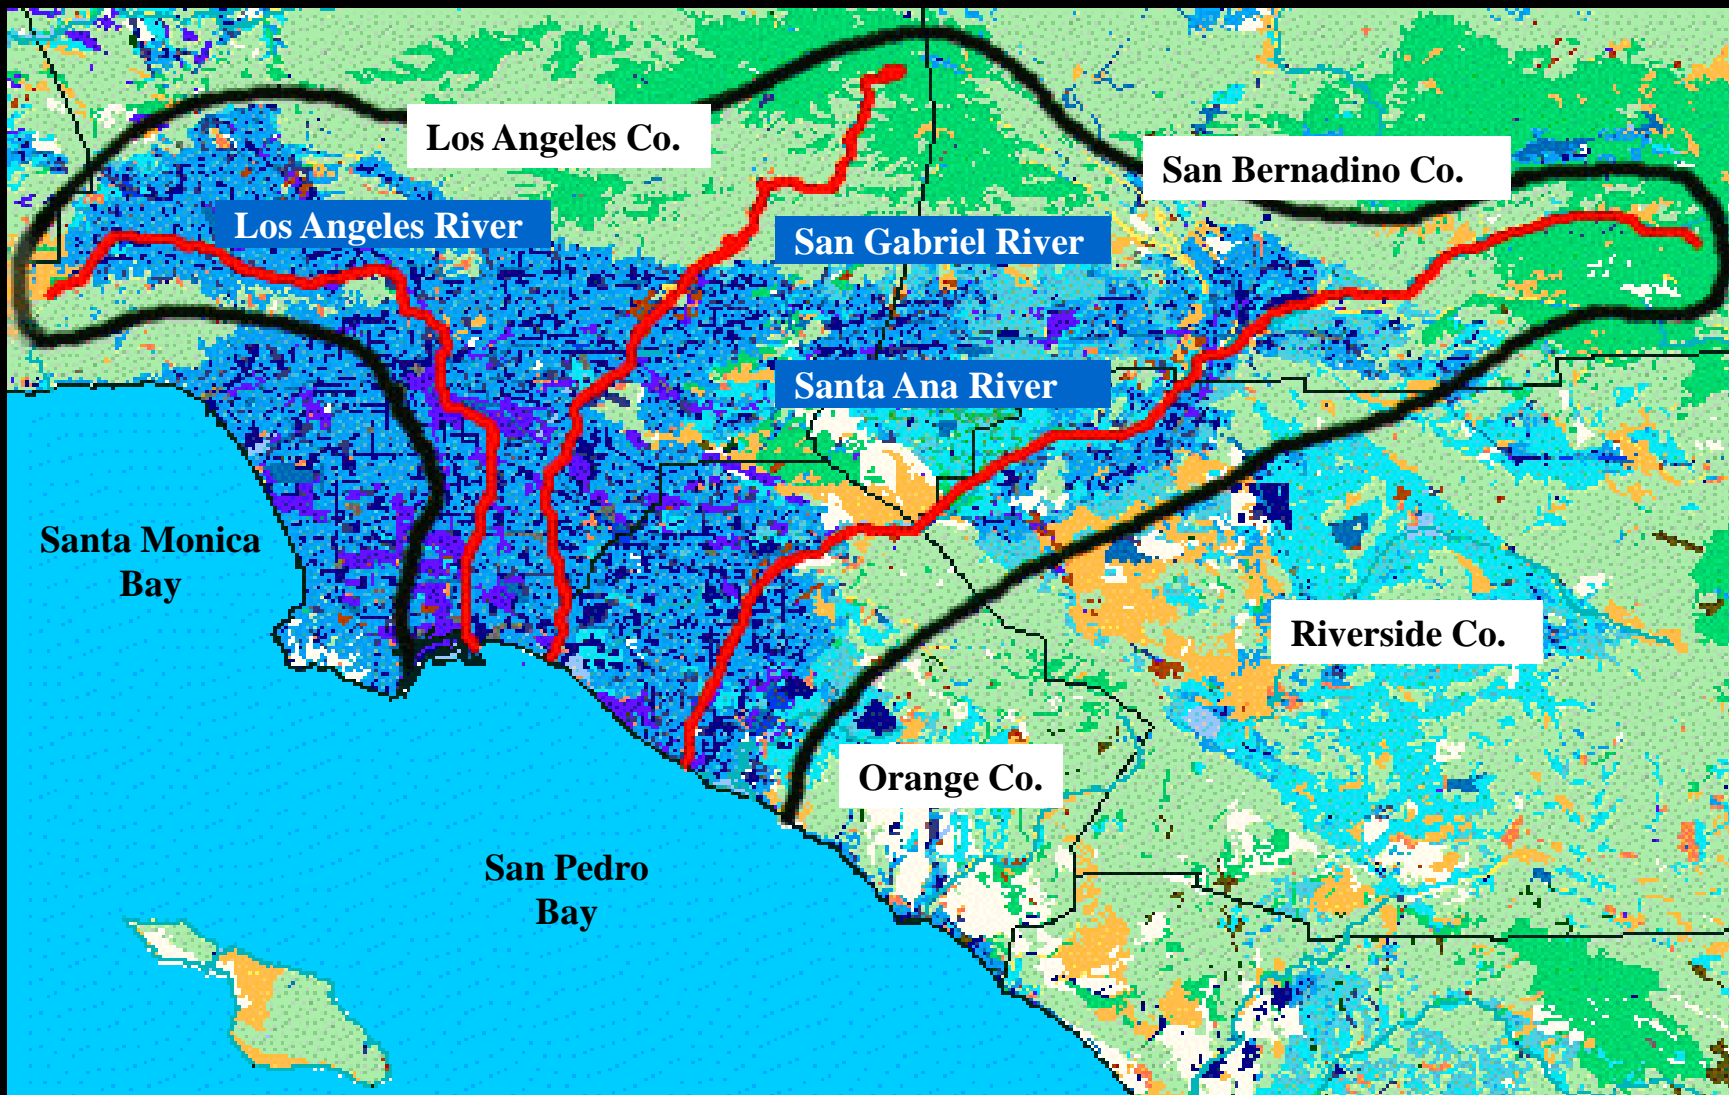 Los Angeles Co.
San Bernadino Co.
Los Angeles River
San Gabriel River
Santa Ana River
Santa Monica
Bay
Riverside Co.
Orange Co.
San Pedro
Bay